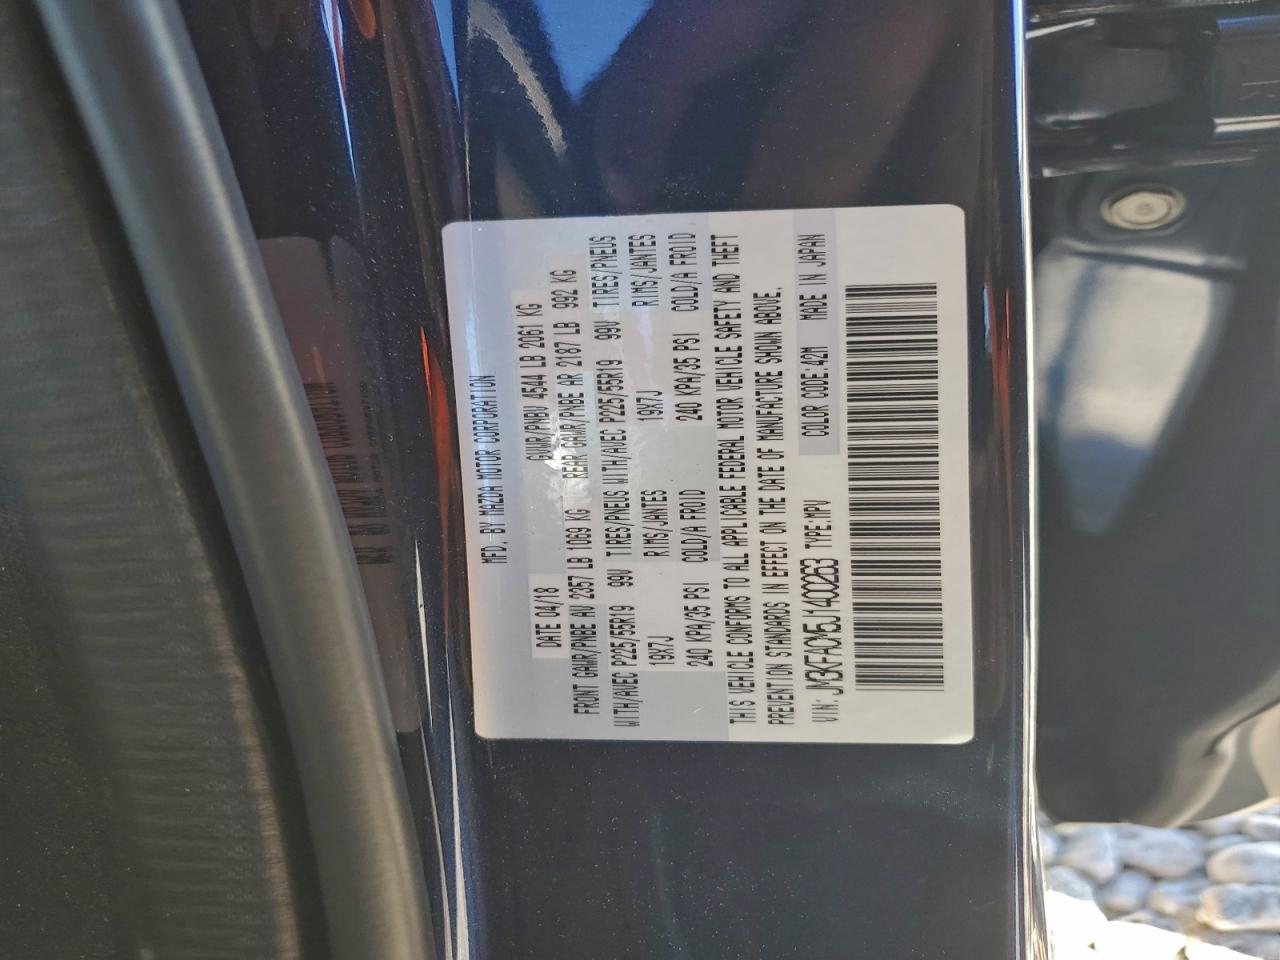 MFD. BY MAZDA MOTOR CORPORATION
DATE 04/18 GVWR/PNBV 4544 LB 2061 KG
FRONT GAWR/PNBE AV 2357 LB 1069 KG REAR GAWR/PNBE AR 2187 LB 992 KG
WITH/AVEC P225/55R19 99V TIRES/PNEUS WITH/AVEC P225/55R19 99V TIRES/PNEUS
19X7J RIMS/JANTES 19X7J RIMS/JANTES
240 KPA/35 PSI COLD/A FROID 240 KPA/35 PSI COLD/A FROID
THIS VEHICLE CONFORMS TO ALL APPLICABLE FEDERAL MOTOR VEHICLE SAFETY AND THEFT
PREVENTION STANDARDS IN EFFECT ON THE DATE OF MANUFACTURE SHOWN ABOVE.
VIN: JM3KFACM5J1400263 TYPE:MPV COLOR CODE:42M MADE IN JAPAN